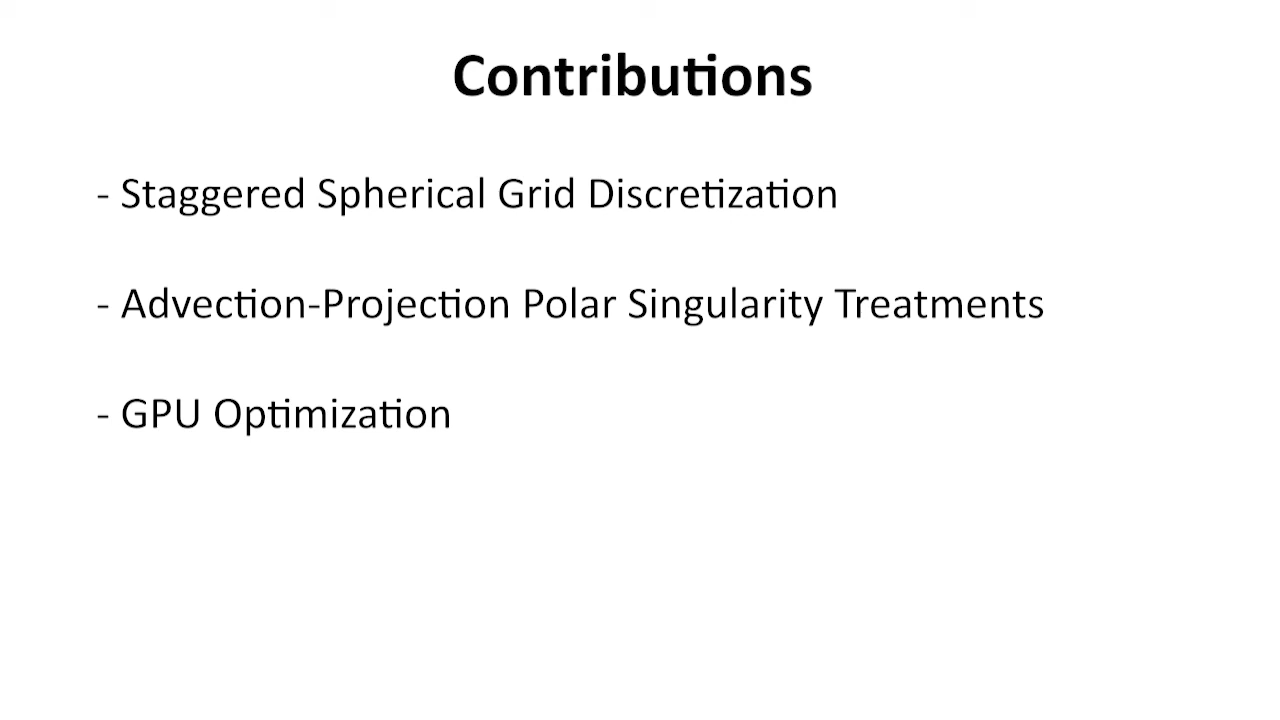 Contributions
- Staggered Spherical Grid Discretization
- Advection-Projection Polar Singularity Treatments
- GPU Optimization